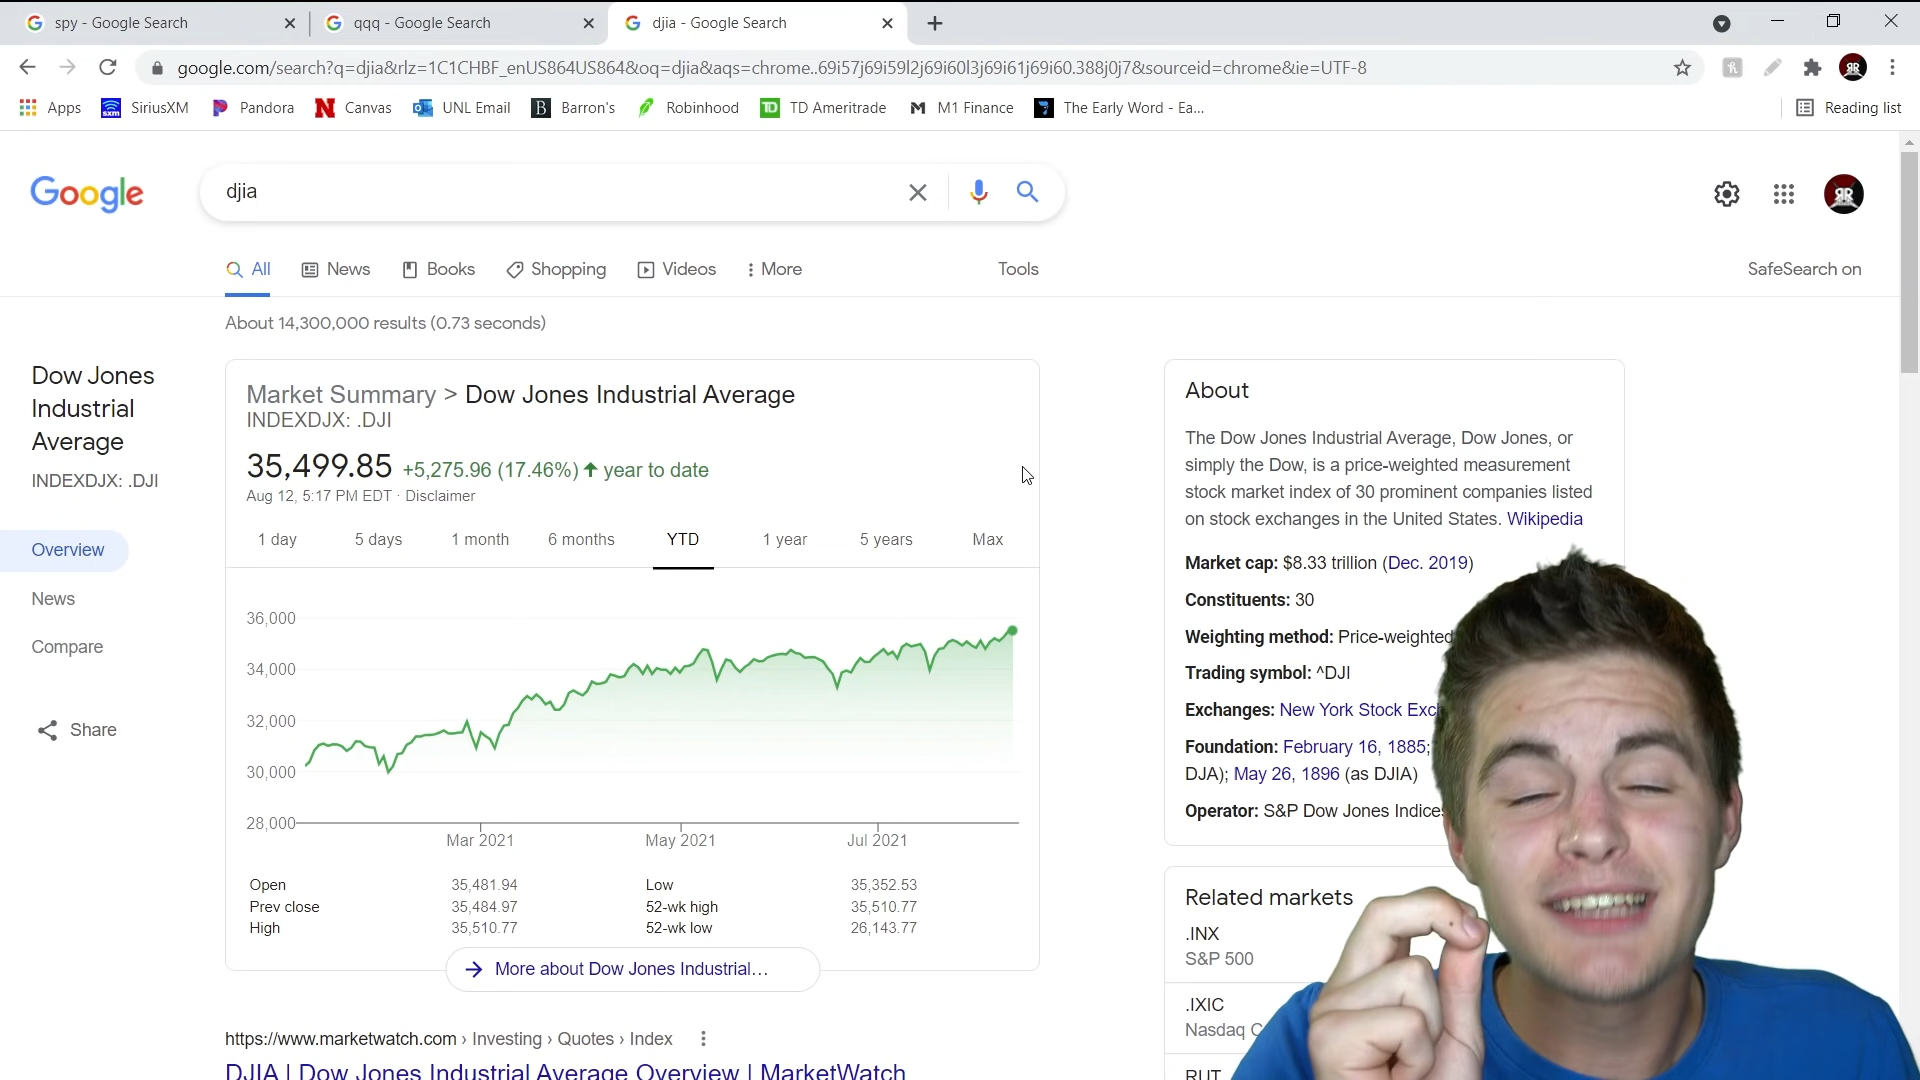 spy - Google Search
qqq - Google Search
djia - Google Search
google.com/search?q=djia&rlz=1C1CHBF_enUS864US864&oq=djia&aqs=chrome..69i57j69i59l2j69i60l3j69i61j69i60.388j0j7&sourceid=chrome&ie=UTF-8
Apps
sxm SiriusXM
Pandora
Canvas
UNL Email
B Barron's
Robinhood
TD TD Ameritrade
M1 Finance
The Early Word - Ea...
Reading list
Google
djia
All
News
Books
Shopping
Videos
More
Tools
SafeSearch on
About 14,300,000 results (0.73 seconds)
Dow Jones
Industrial
Average
INDEXDJX: .DJI
Overview
News
Compare
Share
Market Summary > Dow Jones Industrial Average
INDEXDJX: .DJI
35,499.85 +5,275.96 (17.46%) year to date
Aug 12, 5:17 PM EDT · Disclaimer
1 day 5 days 1 month 6 months YTD 1 year 5 years Max
36,000
34,000
32,000
30,000
28,000
Mar 2021 May 2021 Jul 2021
Open 35,481.94 Low 35,352.53
Prev close 35,484.97 52-wk high 35,510.77
High 35,510.77 52-wk low 26,143.77
More about Dow Jones Industrial...
https://www.marketwatch.com › Investing › Quotes › Index
DJIA | Dow Jones Industrial Average Overview | MarketWatch
About
The Dow Jones Industrial Average, Dow Jones, or
simply the Dow, is a price-weighted measurement
stock market index of 30 prominent companies listed
on stock exchanges in the United States. Wikipedia
Market cap: $8.33 trillion (Dec. 2019)
Constituents: 30
Weighting method: Price-weighted
Trading symbol: ^DJI
Exchanges: New York Stock
Foundation: February 16, 1885;
DJA); May 26, 1896 (as DJIA)
Operator: S&P Dow Jones Indices
Related markets
.INX
S&P 500
.IXIC
Nasdaq
RUT